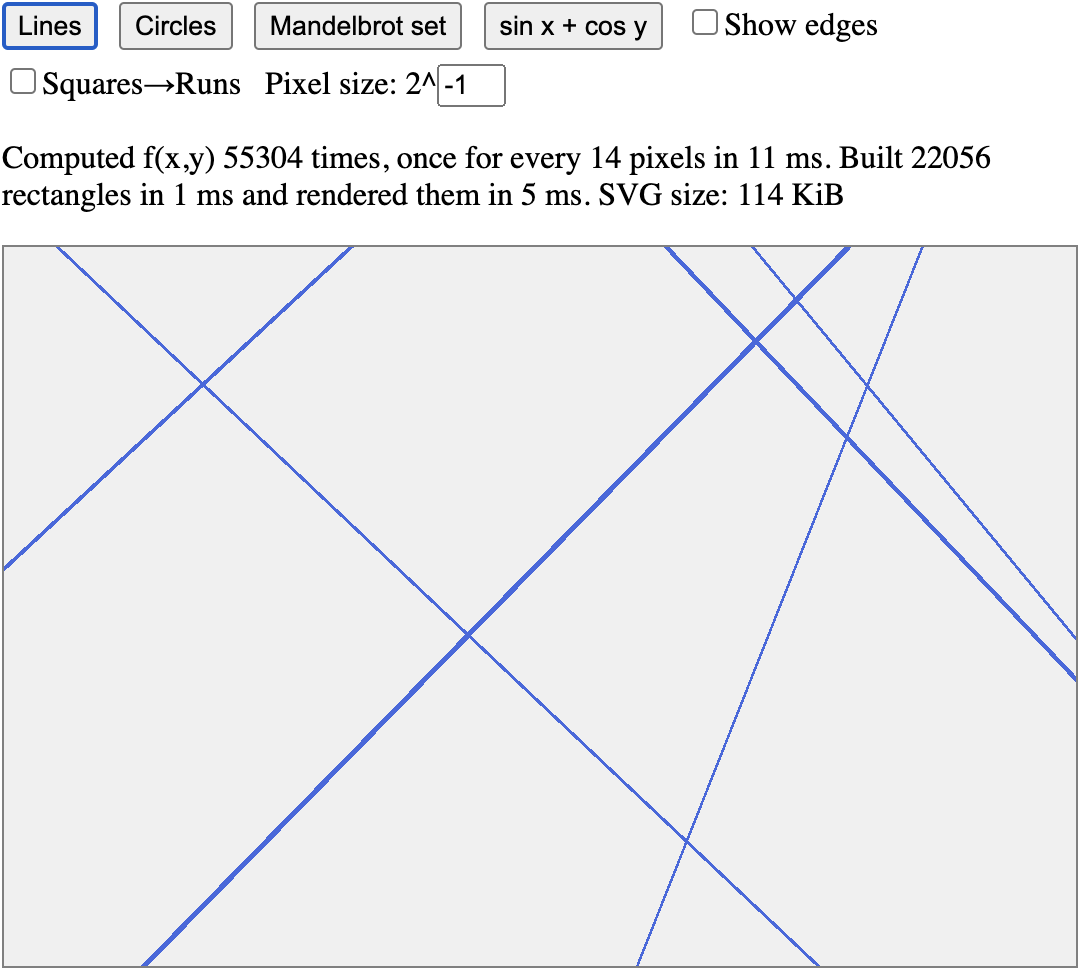 Lines Circles Mandelbrot set sin x + cos y Show edges
Squares→Runs Pixel size: 2^ -1
Computed f(x,y) 55304 times, once for every 14 pixels in 11 ms. Built 22056
rectangles in 1 ms and rendered them in 5 ms. SVG size: 114 KiB